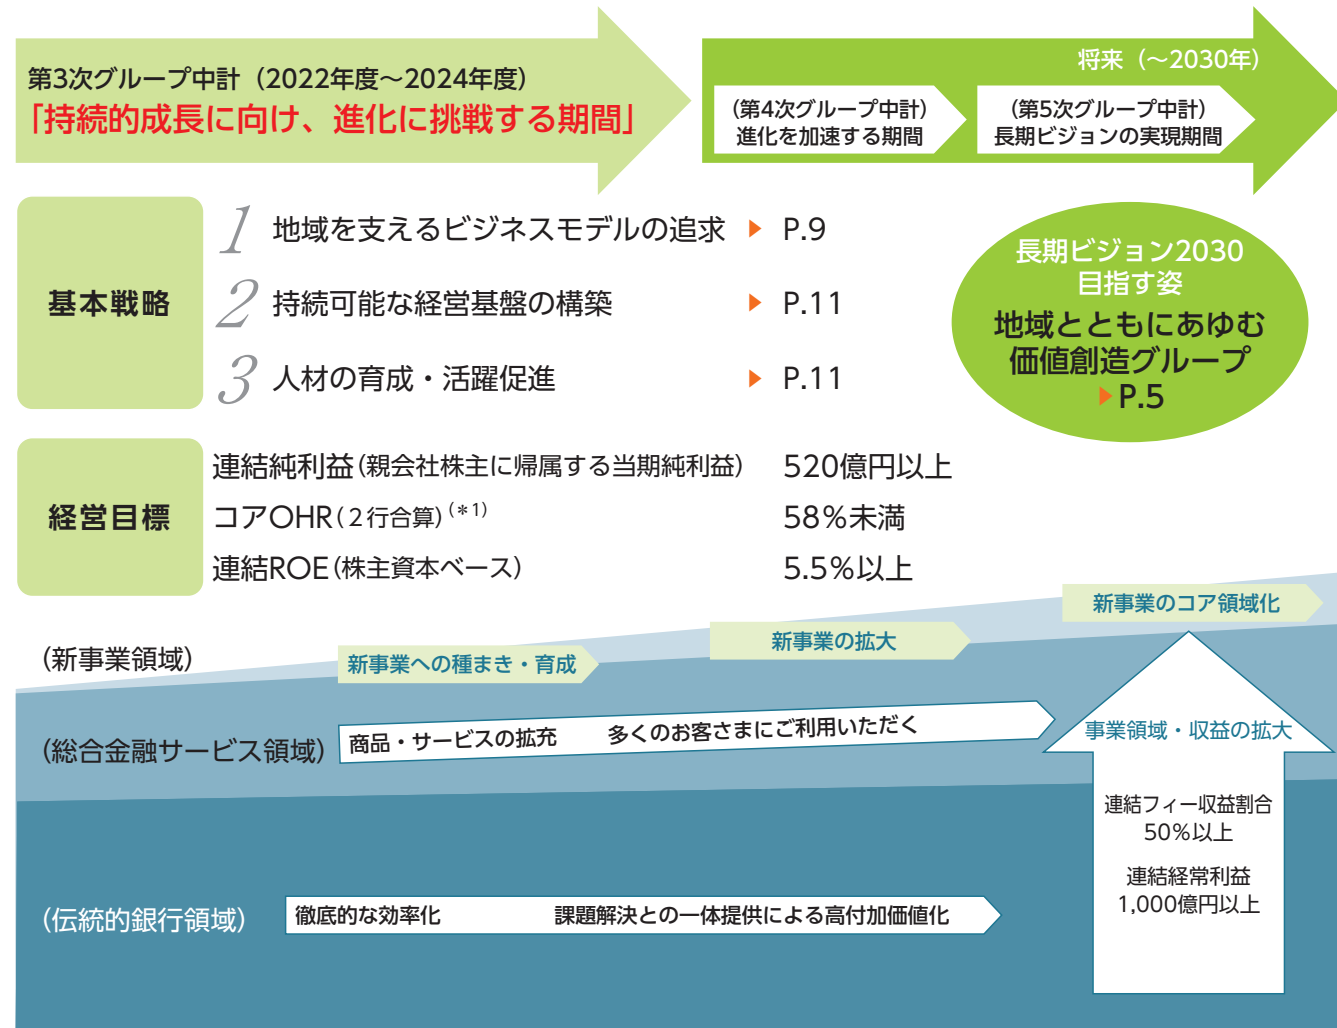 第3次グループ中計（2022年度～2024年度）
「持続的成長に向け、進化に挑戦する期間」
将来（～2030年）
（第4次グループ中計）
進化を加速する期間
（第5次グループ中計）
長期ビジョンの実現期間
基本戦略
1 地域を支えるビジネスモデルの追求 ▶ P.9
2 持続可能な経営基盤の構築 ▶ P.11
3 人材の育成・活躍促進 ▶ P.11
長期ビジョン2030
目指す姿
地域とともにあゆむ
価値創造グループ
▶P.5
経営目標
連結純利益（親会社株主に帰属する当期純利益） 520億円以上
コアOHR（2行合算）（＊1） 58％未満
連結ROE（株主資本ベース） 5.5％以上
（新事業領域）
新事業への種まき・育成
新事業の拡大
新事業のコア領域化
（総合金融サービス領域）
商品・サービスの拡充 多くのお客さまにご利用いただく
（伝統的銀行領域）
徹底的な効率化 課題解決との一体提供による高付加価値化
事業領域・収益の拡大
連結フィー収益割合
50％以上
連結経常利益
1,000億円以上